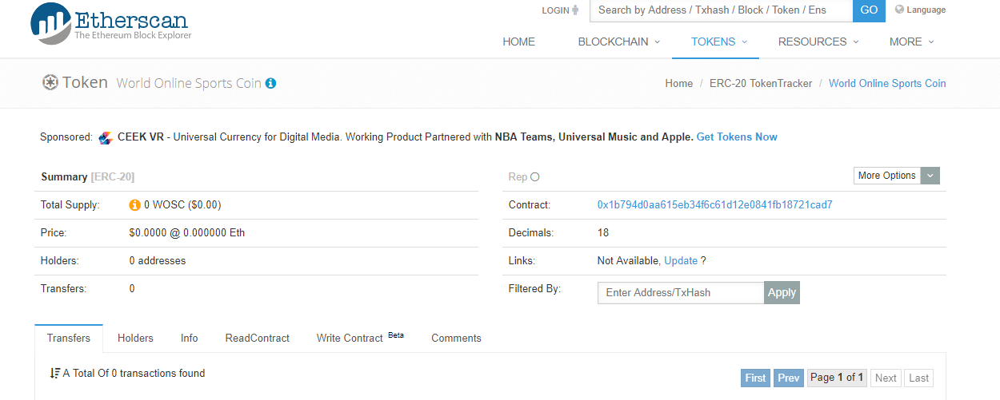 LOGIN
Search by Address / Txhash / Block / Token / Ens
GO
Language
Etherscan
The Ethereum Block Explorer
HOME BLOCKCHAIN TOKENS RESOURCES MORE
Token World Online Sports Coin
Home / ERC-20 TokenTracker / World Online Sports Coin
Sponsored: CEEK VR - Universal Currency for Digital Media. Working Product Partnered with NBA Teams, Universal Music and Apple. Get Tokens Now
Summary [ERC-20]
Total Supply: 0 WOSC ($0.00)
Price: $0.0000 @ 0.000000 Eth
Holders: 0 addresses
Transfers: 0
Rep
More Options
Contract: 0x1b794d0aa615eb34f6c61d12e0841fb18721cad7
Decimals: 18
Links: Not Available, Update ?
Filtered By: Enter Address/TxHash Apply
Transfers Holders Info ReadContract Write Contract Beta Comments
A Total Of 0 transactions found
First Prev Page 1 of 1 Next Last